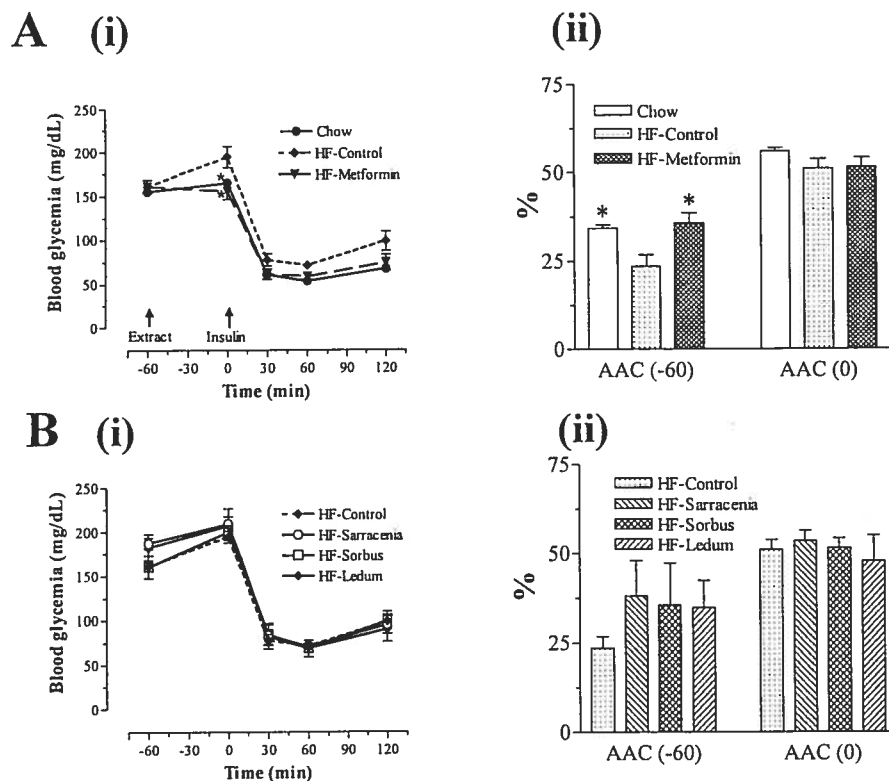 A (i)
250
200
150
100
50
0
Blood glycemia (mg/dL)
Chow
HF-Control
HF-Metformin
*
*
Extract
Insulin
-60 -30 0 30 60 90 120
Time (min)
(ii)
75
50
25
0
%
Chow
HF-Control
HF-Metformin
* *
AAC (-60) AAC (0)
B (i)
250
200
150
100
50
0
Blood glycemia (mg/dL)
HF-Control
HF-Sarracenia
HF-Sorbus
HF-Ledum
-60 -30 0 30 60 90 120
Time (min)
(ii)
75
50
25
0
%
HF-Control
HF-Sarracenia
HF-Sorbus
HF-Ledum
AAC (-60) AAC (0)